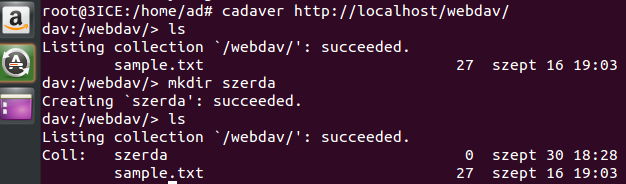 root@3ICE:/home/ad# cadaver http://localhost/webdav/
dav:/webdav/> ls
Listing collection `/webdav/': succeeded.
sample.txt 27 szept 16 19:03
dav:/webdav/> mkdir szerda
Creating `szerda': succeeded.
dav:/webdav/> ls
Listing collection `/webdav/': succeeded.
Coll: szerda 0 szept 30 18:28
sample.txt 27 szept 16 19:03